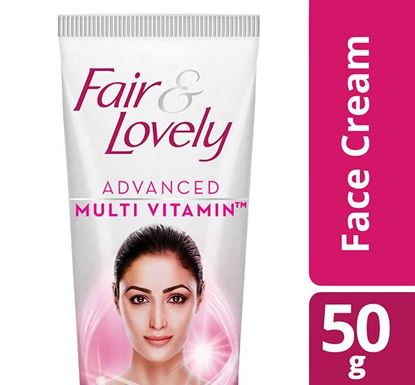 Fair &
Lovely
ADVANCED
MULTI VITAMIN™
Face Cream
50
g